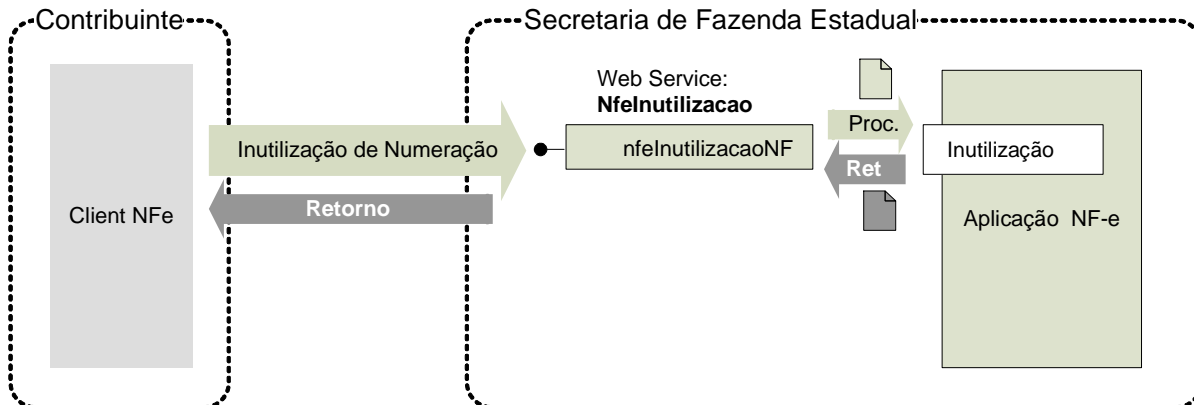 Contribuinte
Secretaria de Fazenda Estadual
Web Service:
NfeInutilizacao
Proc.
Inutilização de Numeração
nfeInutilizacaoNF
Inutilização
Ret
Retorno
Client NFe
Aplicação NF-e